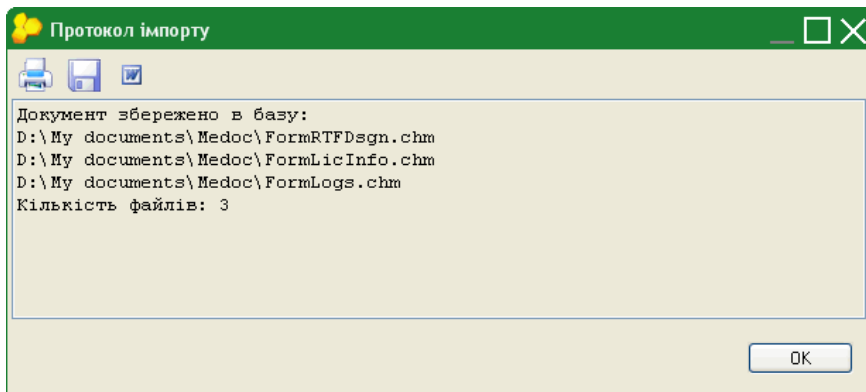 Протокол імпорту
Документ збережено в базу:
D:\My documents\Medoc\FormRTFDsgn.chm
D:\My documents\Medoc\FormLicInfo.chm
D:\My documents\Medoc\FormLogs.chm
Кількість файлів: 3
OK